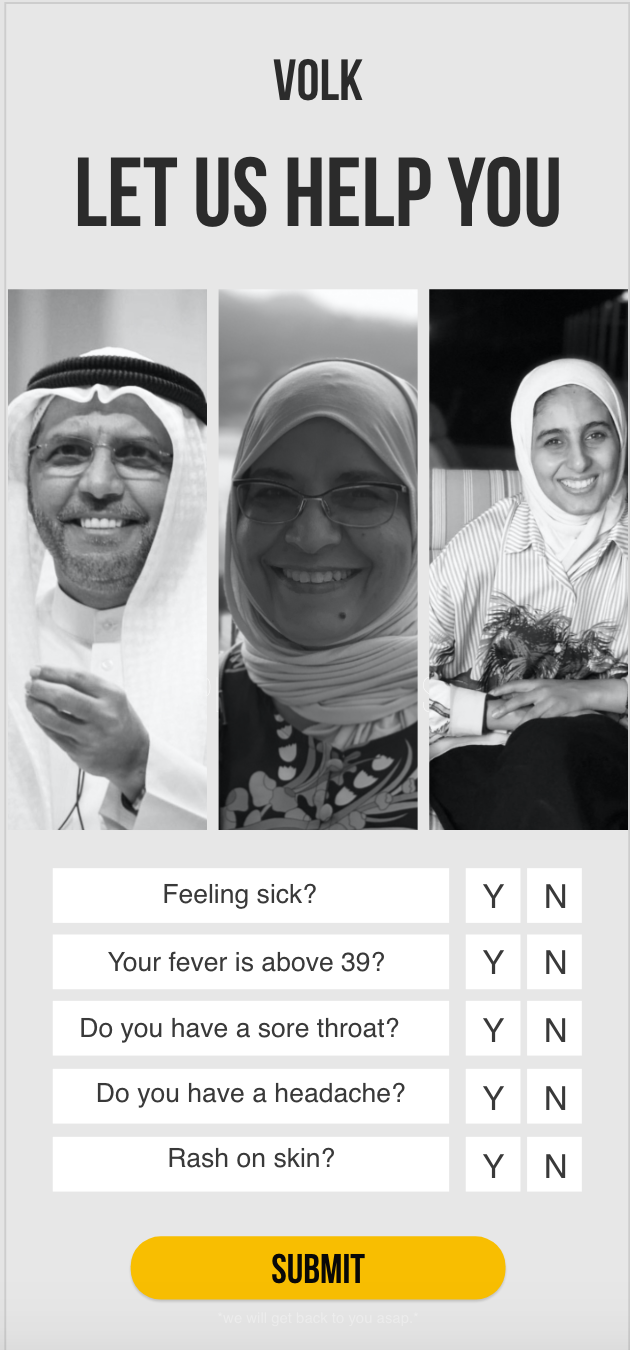 VOLK
LET US HELP YOU
Feeling sick? Y N
Your fever is above 39? Y N
Do you have a sore throat? Y N
Do you have a headache? Y N
Rash on skin? Y N
SUBMIT
"we will get back to you asap."